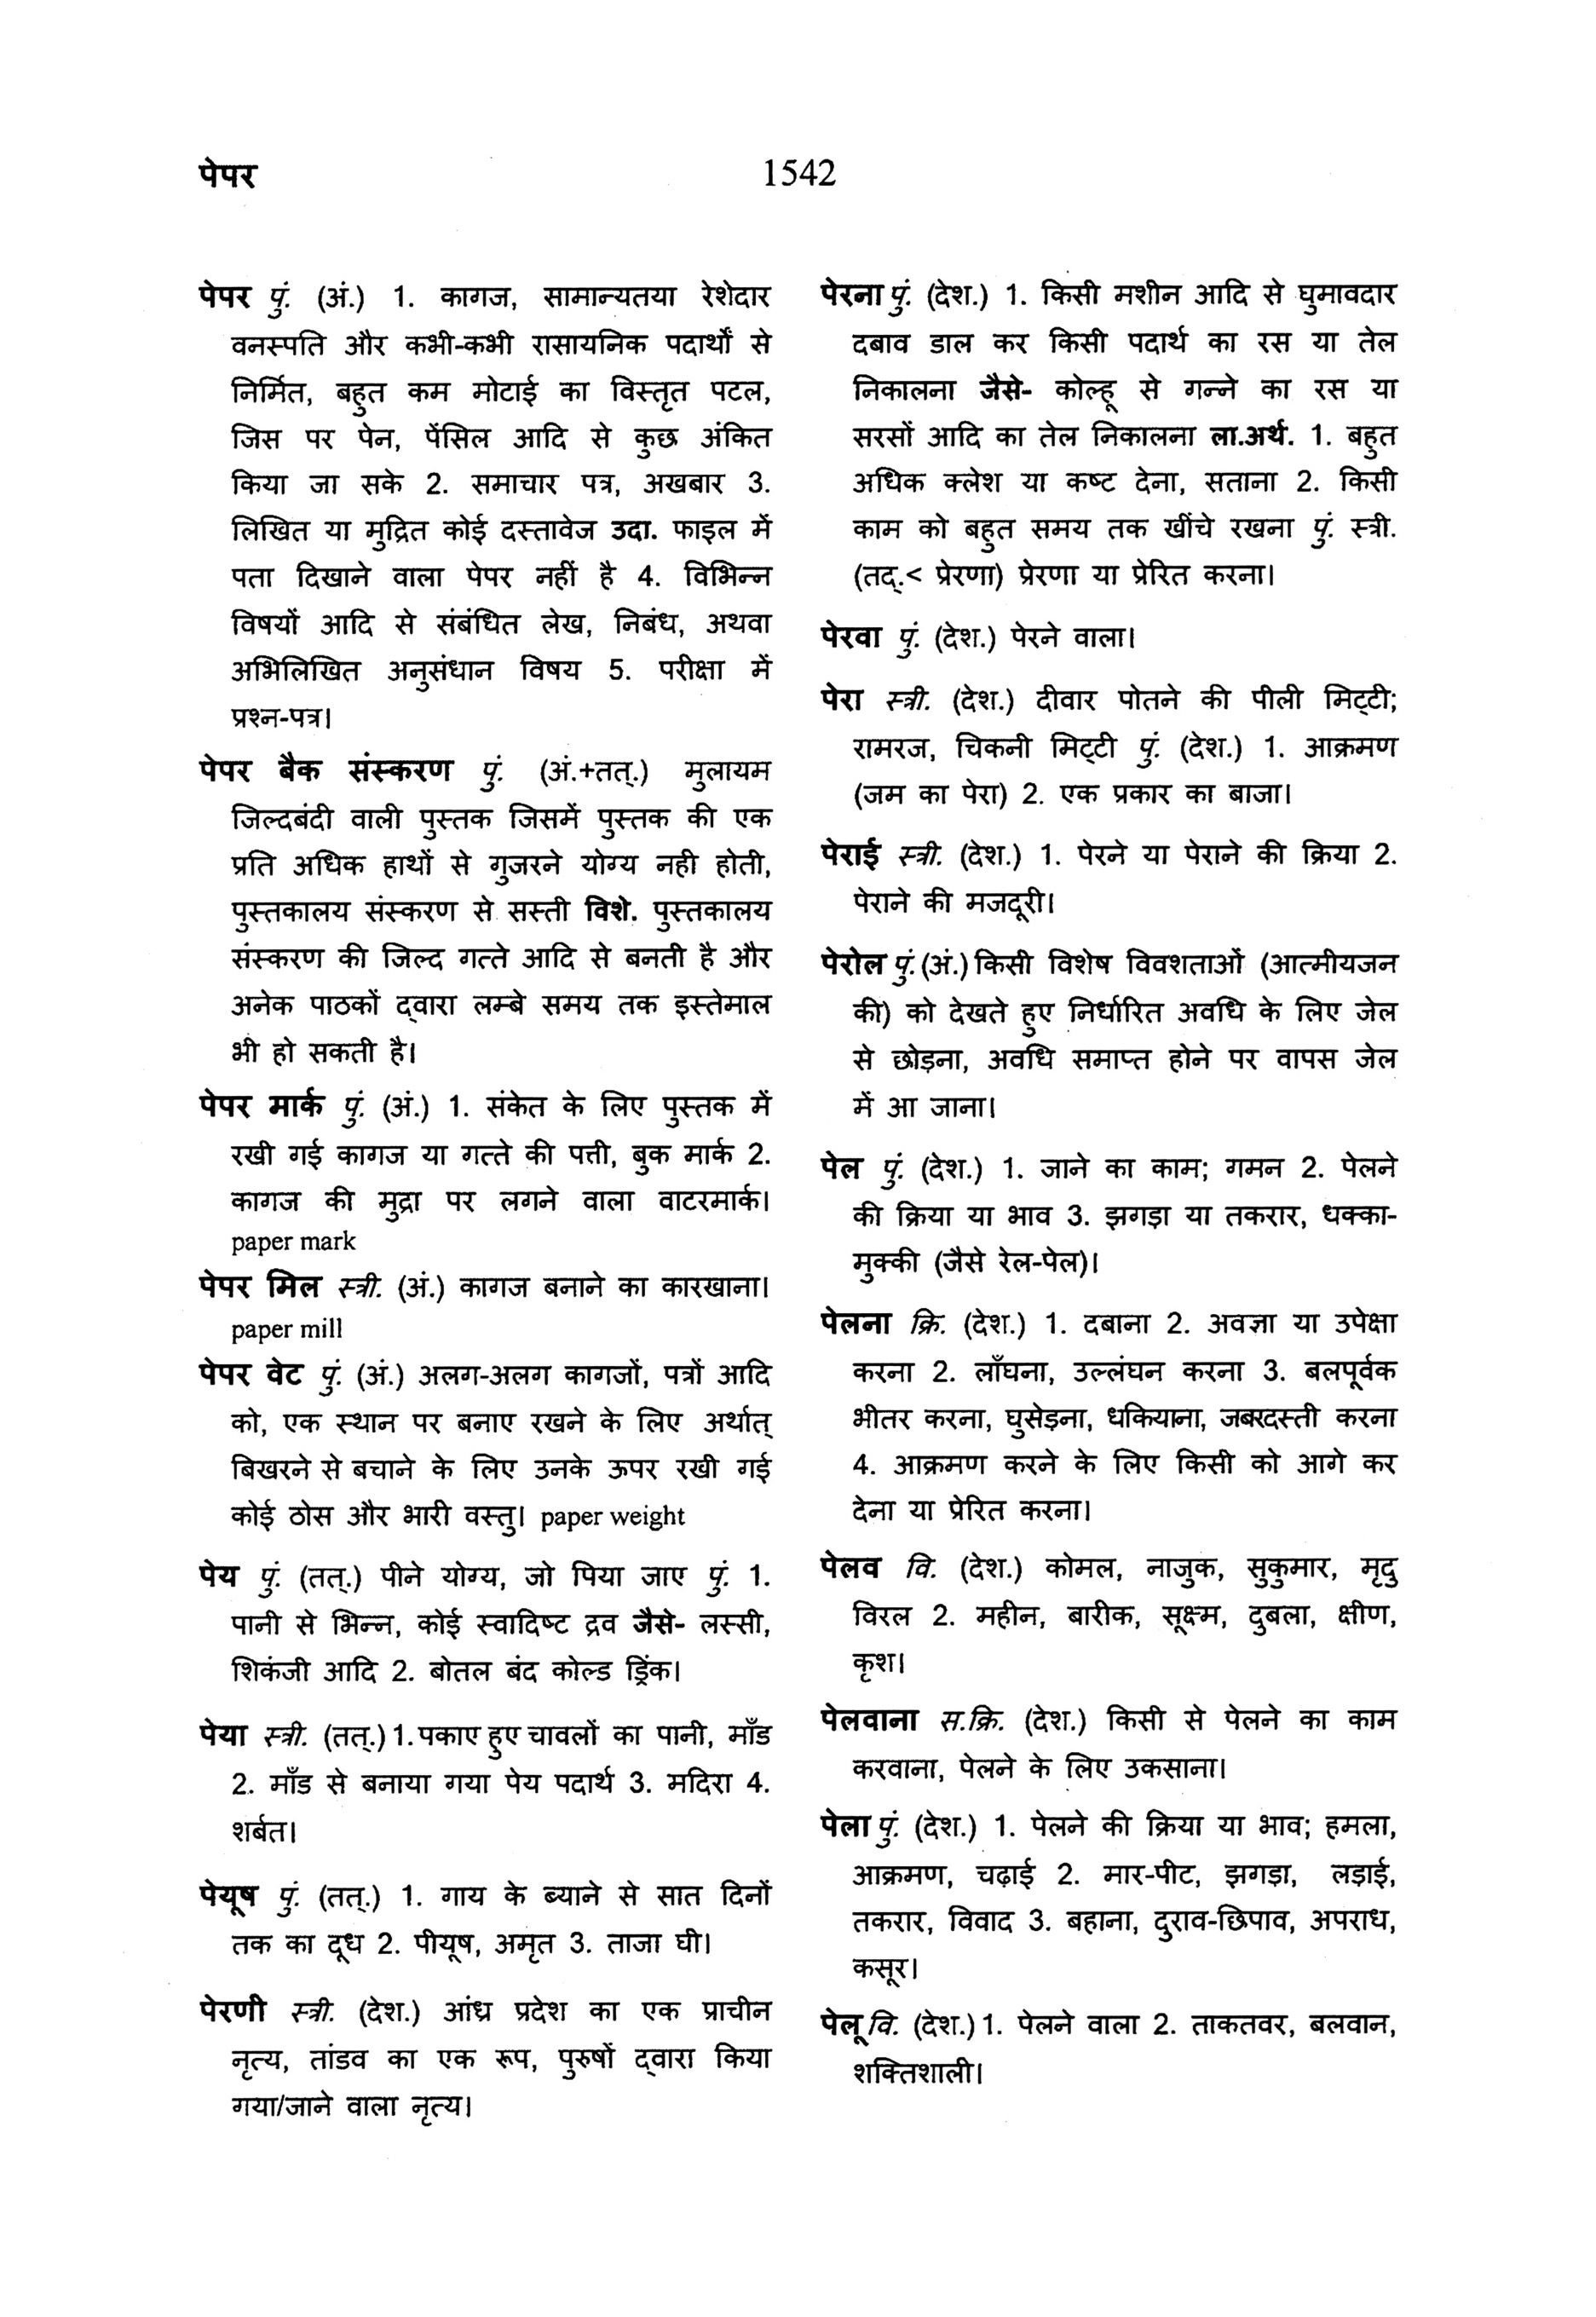 पेपर
1542
पेपर पुं. (अं.) 1. कागज, सामान्यतया रेशेदार
वनस्पति और कभी-कभी रासायनिक पदार्थों से
निर्मित, बहुत कम मोटाई का विस्तृत पटल,
जिस पर पेन, पेंसिल आदि से कुछ अंकित
किया जा सके 2. समाचार पत्र, अखबार 3.
लिखित या मुद्रित कोई दस्तावेज उदा. फाइल में
पता दिखाने वाला पेपर नहीं है 4. विभिन्न
विषयों आदि से संबंधित लेख, निबंध, अथवा
अभिलिखित अनुसंधान विषय 5. परीक्षा में
प्रश्न-पत्र।
पेपर बैक संस्करण पुं. (अं.+तत्.) मुलायम
जिल्दबंदी वाली पुस्तक जिसमें पुस्तक की एक
प्रति अधिक हाथों से गुजरने योग्य नही होती,
पुस्तकालय संस्करण से सस्ती विशे. पुस्तकालय
संस्करण की जिल्द गत्ते आदि से बनती है और
अनेक पाठकों द्वारा लम्बे समय तक इस्तेमाल
भी हो सकती है।
पेपर मार्क पुं. (अं.) 1. संकेत के लिए पुस्तक में
रखी गई कागज या गत्ते की पत्ती, बुक मार्क 2.
कागज की मुद्रा पर लगने वाला वाटरमार्क।
paper mark
पेपर मिल स्त्री. (अं.) कागज बनाने का कारखाना।
paper mill
पेपर वेट पुं. (अं.) अलग-अलग कागजों, पत्रों आदि
को, एक स्थान पर बनाए रखने के लिए अर्थात्
बिखरने से बचाने के लिए उनके ऊपर रखी गई
कोई ठोस और भारी वस्तु। paper weight
पेय पुं. (तत्.) पीने योग्य, जो पिया जाए पुं. 1.
पानी से भिन्न, कोई स्वादिष्ट द्रव जैसे- लस्सी,
शिकंजी आदि 2. बोतल बंद कोल्ड ड्रिंक।
पेया स्त्री. (तत्.) 1. पकाए हुए चावलों का पानी, माँड
2. माँड से बनाया गया पेय पदार्थ 3. मदिरा 4.
शर्बत।
पेयूष पुं. (तत्.) 1. गाय के ब्याने से सात दिनों
तक का दूध 2. पीयूष, अमृत 3. ताजा घी।
पेरणी स्त्री. (देश.) आंध्र प्रदेश का एक प्राचीन
नृत्य, तांडव का एक रूप, पुरुषों द्वारा किया
गया/जाने वाला नृत्य।
पेरना पुं. (देश.) 1. किसी मशीन आदि से घुमावदार
दबाव डाल कर किसी पदार्थ का रस या तेल
निकालना जैसे- कोल्हू से गन्ने का रस या
सरसों आदि का तेल निकालना ला.अर्थ. 1. बहुत
अधिक क्लेश या कष्ट देना, सताना 2. किसी
काम को बहुत समय तक खींचे रखना पुं. स्त्री.
(तद्.< प्रेरणा) प्रेरणा या प्रेरित करना।
पेरवा पुं. (देश.) पेरने वाला।
पेरा स्त्री. (देश.) दीवार पोतने की पीली मिट्टी;
रामरज, चिकनी मिट्टी पुं. (देश.) 1. आक्रमण
(जम का पेरा) 2. एक प्रकार का बाजा।
पेराई स्त्री. (देश.) 1. पेरने या पेराने की क्रिया 2.
पेराने की मजदूरी।
पेरोल पुं. (अं.) किसी विशेष विवशताओं (आत्मीयजन
की) को देखते हुए निर्धारित अवधि के लिए जेल
से छोड़ना, अवधि समाप्त होने पर वापस जेल
में आ जाना।
पेल पुं. (देश.) 1. जाने का काम; गमन 2. पेलने
की क्रिया या भाव 3. झगड़ा या तकरार, धक्का-
मुक्की (जैसे रेल-पेल)।
पेलना क्रि. (देश.) 1. दबाना 2. अवज्ञा या उपेक्षा
करना 2. लाँघना, उल्लंघन करना 3. बलपूर्वक
भीतर करना, घुसेड़ना, धकियाना, जबरदस्ती करना
4. आक्रमण करने के लिए किसी को आगे कर
देना या प्रेरित करना।
पेलव वि. (देश.) कोमल, नाजुक, सुकुमार, मृदु
विरल 2. महीन, बारीक, सूक्ष्म, दुबला, क्षीण,
कृश।
पेलवाना स.क्रि. (देश.) किसी से पेलने का काम
करवाना, पेलने के लिए उकसाना।
पेला पुं. (देश.) 1. पेलने की क्रिया या भाव; हमला,
आक्रमण, चढ़ाई 2. मार-पीट, झगड़ा, लड़ाई,
तकरार, विवाद 3. बहाना, दुराव-छिपाव, अपराध,
कसूर।
पेलू वि. (देश.) 1. पेलने वाला 2. ताकतवर, बलवान,
शक्तिशाली।